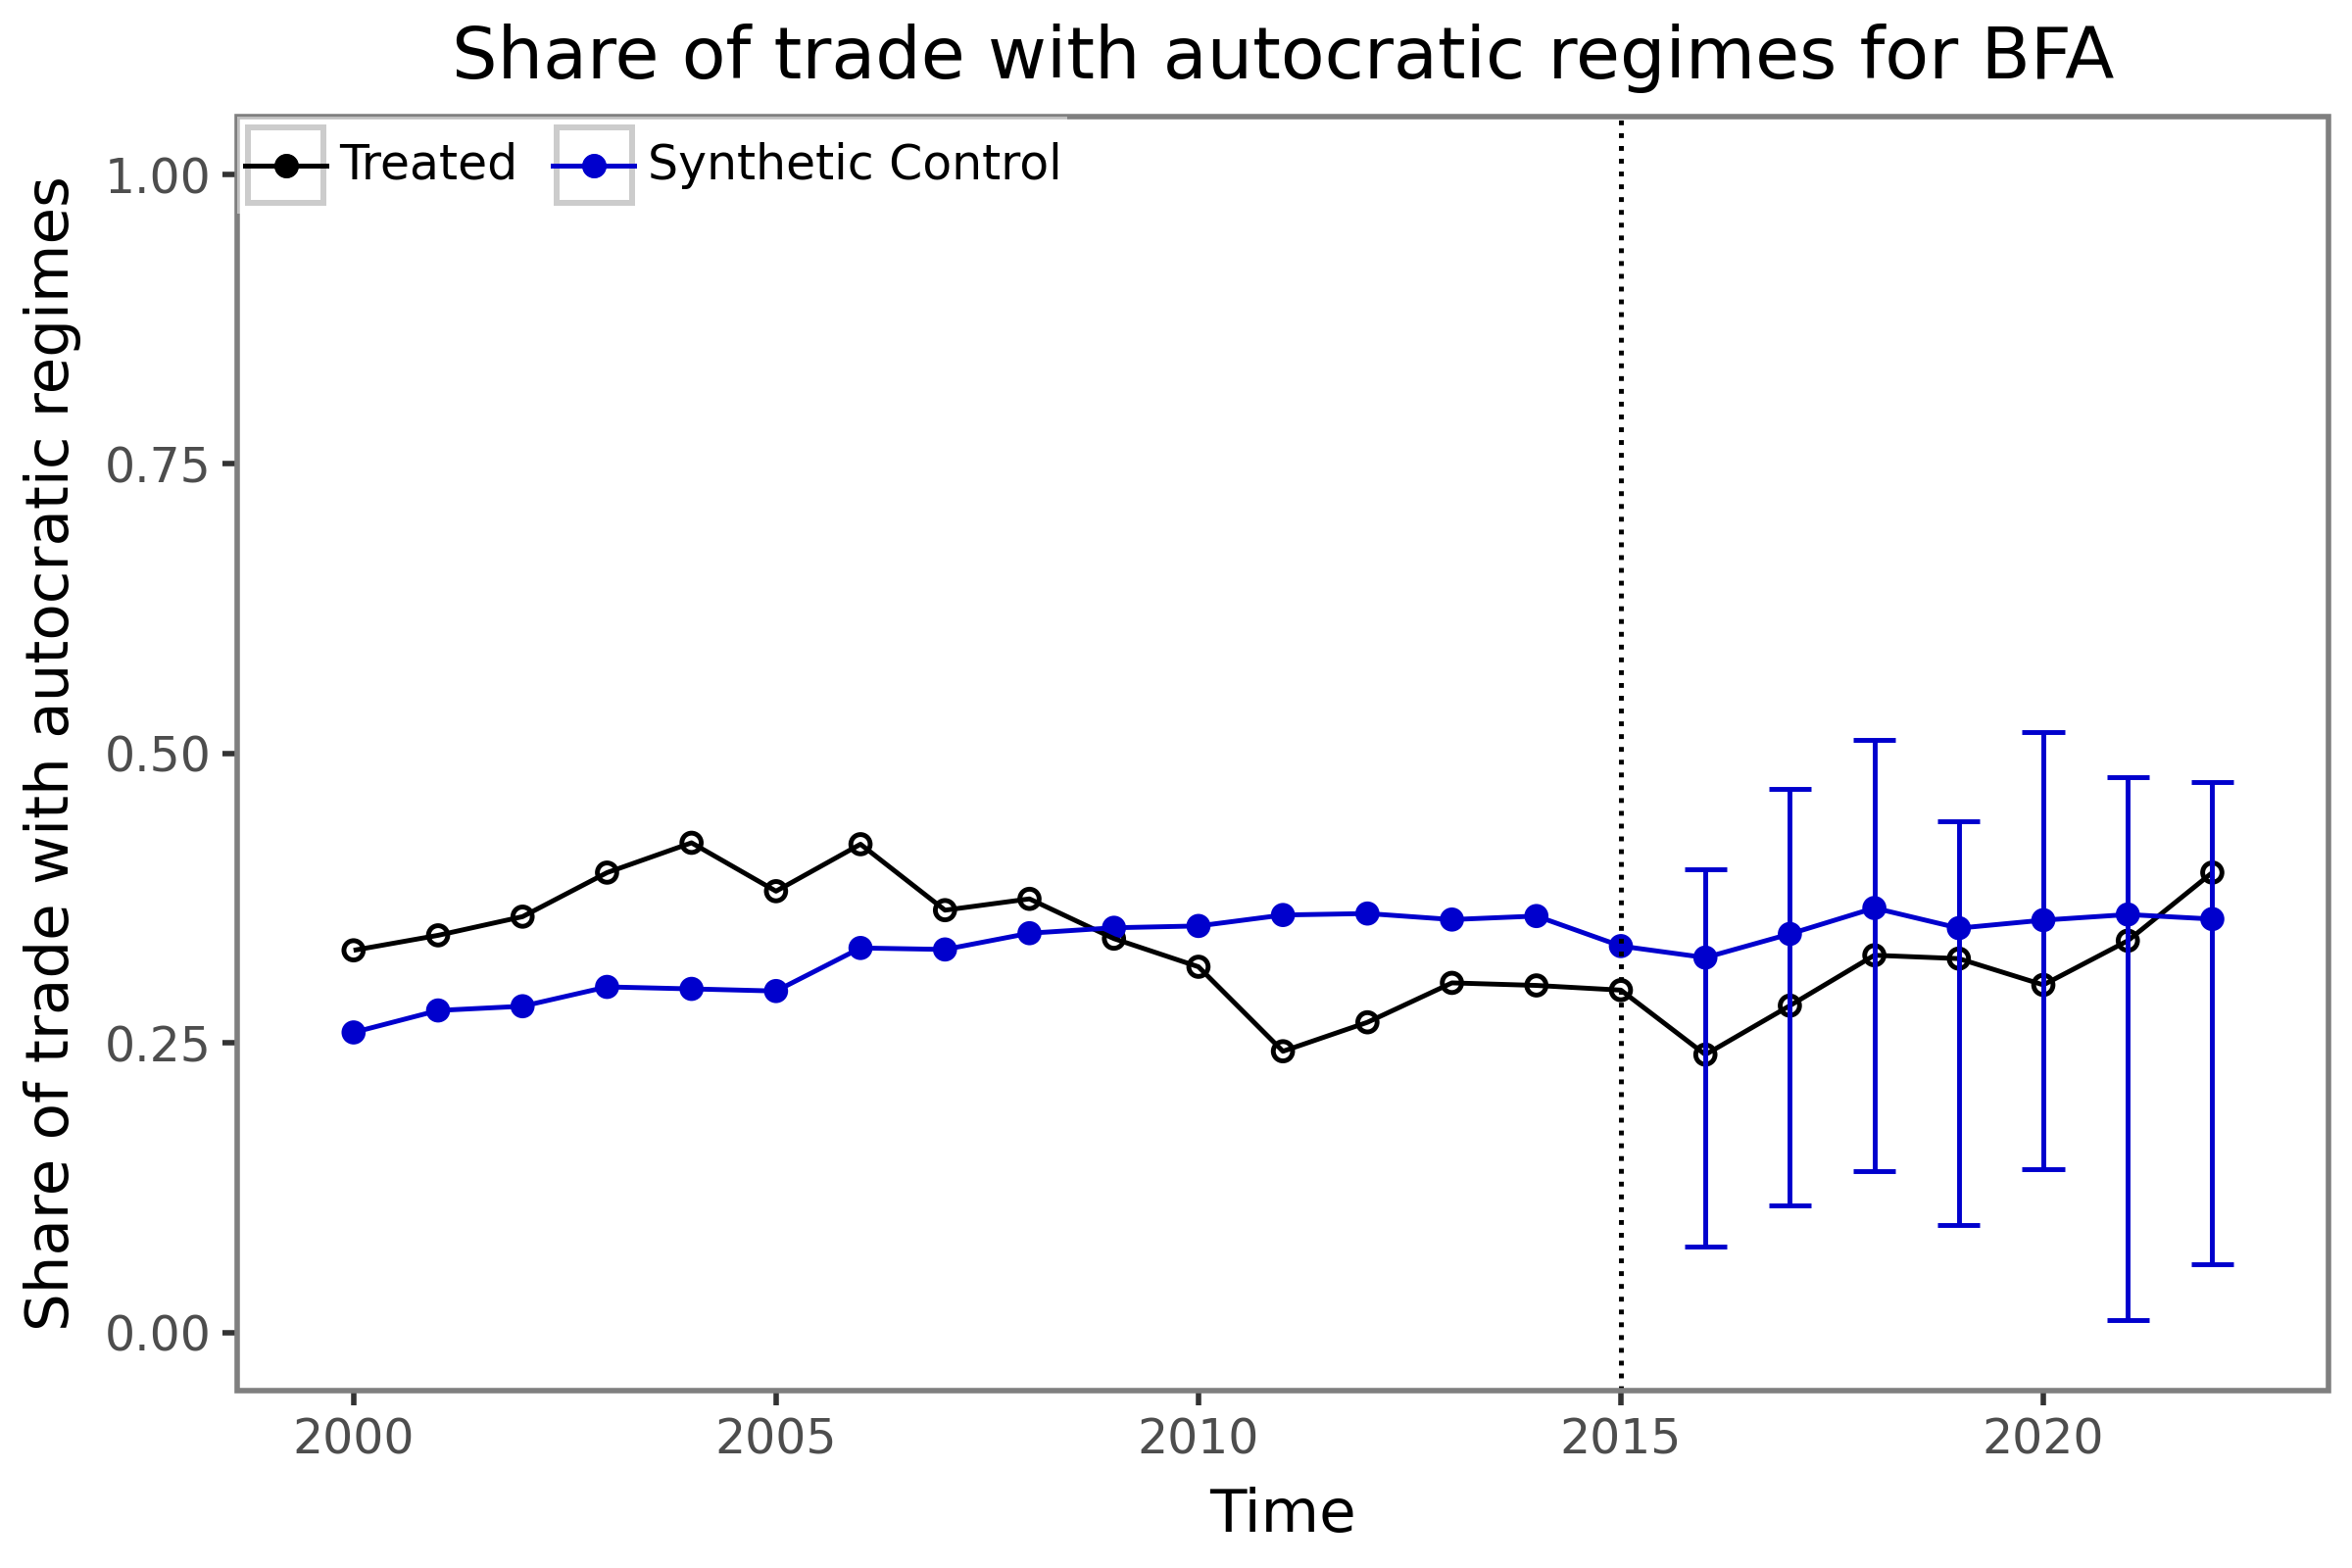 Share of trade with autocratic regimes for BFA
Treated
Synthetic Control
Share of trade with autocratic regimes
1.00
0.75
0.50
0.25
0.00
2000
2005
2010
2015
2020
Time